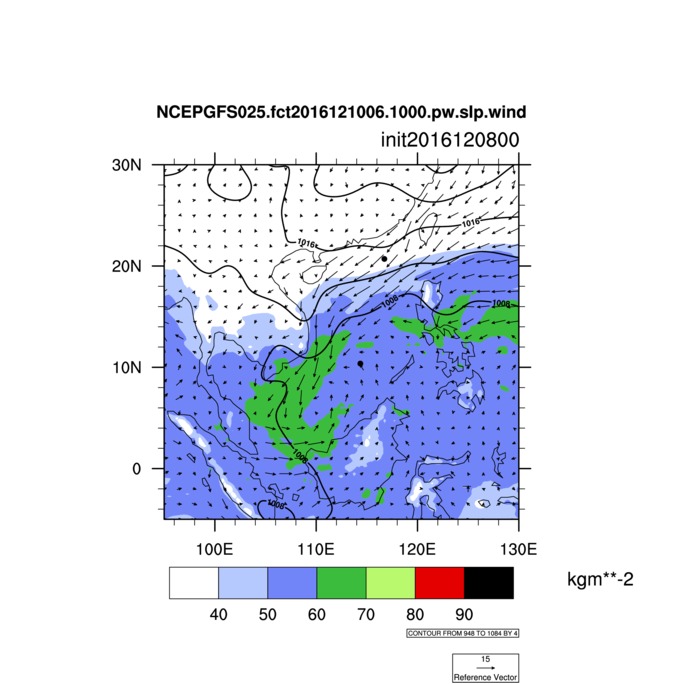 NCEPGFS025.fct2016121006.1000.pw.slp.wind
init2016120800
30N
1016
1016
20N
1008
1008
10N
1008
0
1008
100E 110E 120E 130E
kgm**-2
40 50 60 70 80 90
CONTOUR FROM 948 TO 1084 BY 4
15
Reference Vector